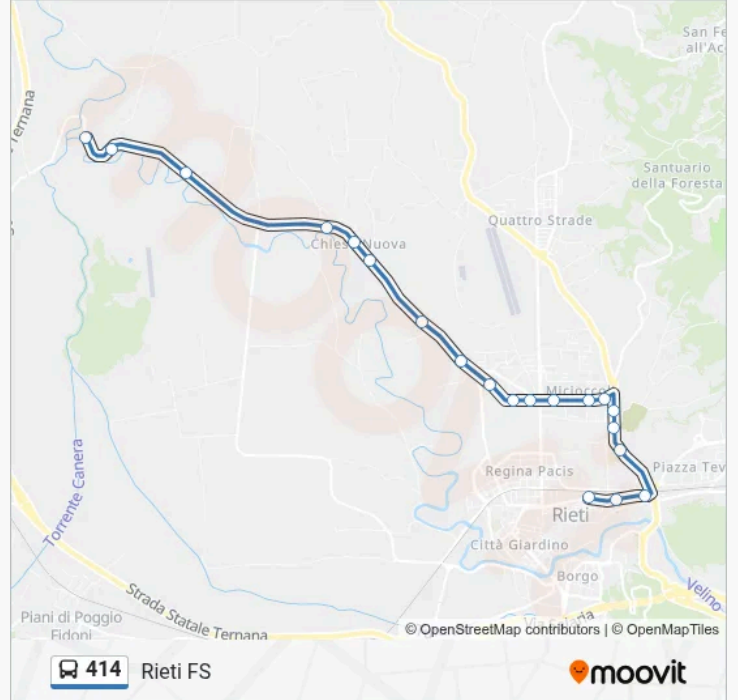 San Fe
all'Ac
Ternana
Santuario
della Foresta
Quattro Strade
Chiesa Nuova
Micioccoli
Regina Pacis
Piazza Tev
Rieti
Torrente Canera
Città Giardino
Borgo
Velino
Strada Statale Ternana
Piani di Poggio
Fidoni
© OpenStreetMap contributors | © OpenMapTiles
414 Rieti FS
moovit